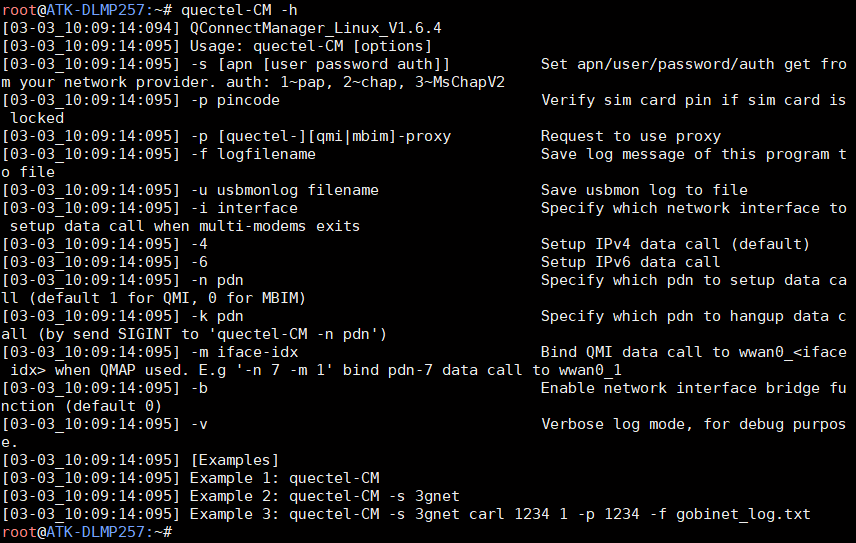 root@ATK-DLMP257:~# quectel-CM -h
[03-03_10:09:14:094] QConnectManager_Linux_V1.6.4
[03-03_10:09:14:095] Usage: quectel-CM [options]
[03-03_10:09:14:095] -s [apn [user password auth]]          Set apn/user/password/auth get fro
m your network provider. auth: 1~pap, 2~chap, 3~MsChapV2
[03-03_10:09:14:095] -p pincode                             Verify sim card pin if sim card is
 locked
[03-03_10:09:14:095] -p [quectel-][qmi|mbim]-proxy          Request to use proxy
[03-03_10:09:14:095] -f logfilename                         Save log message of this program t
o file
[03-03_10:09:14:095] -u usbmonlog filename                  Save usbmon log to file
[03-03_10:09:14:095] -i interface                           Specify which network interface to
 setup data call when multi-modems exits
[03-03_10:09:14:095] -4                                     Setup IPv4 data call (default)
[03-03_10:09:14:095] -6                                     Setup IPv6 data call
[03-03_10:09:14:095] -n pdn                                 Specify which pdn to setup data ca
ll (default 1 for QMI, 0 for MBIM)
[03-03_10:09:14:095] -k pdn                                 Specify which pdn to hangup data c
all (by send SIGINT to 'quectel-CM -n pdn')
[03-03_10:09:14:095] -m iface-idx                           Bind QMI data call to wwan0_<iface
 idx> when QMAP used. E.g '-n 7 -m 1' bind pdn-7 data call to wwan0_1
[03-03_10:09:14:095] -b                                     Enable network interface bridge fu
nction (default 0)
[03-03_10:09:14:095] -v                                     Verbose log mode, for debug purpos
e.
[03-03_10:09:14:095] [Examples]
[03-03_10:09:14:095] Example 1: quectel-CM
[03-03_10:09:14:095] Example 2: quectel-CM -s 3gnet
[03-03_10:09:14:095] Example 3: quectel-CM -s 3gnet carl 1234 1 -p 1234 -f gobinet_log.txt
root@ATK-DLMP257:~#